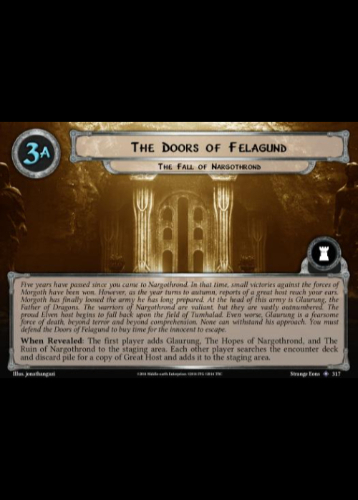 3A
The Doors of Felagund
The Fall of Nargothrond
Five years have passed since you came to Nargothrond. In that time, small victories against the forces of
Morgoth have been won. However, as the year turns to autumn, reports of a great host reach your ears.
Morgoth has finally loosed the army he has long prepared. At the head of this army is Glaurung, the
Father of Dragons. The warriors of Nargothrond are valiant; but they are vastly outnumbered. The
proud Elven host begins to fall back upon the field of Tumhalad. Even worse, Glaurung is a fearsome
force of death, beyond terror and beyond comprehension. None can withstand his approach. You must
defend the Doors of Felagund to buy time for the innocent to escape.
When Revealed: The first player adds Glaurung, The Hopes of Nargothrond, and The
Ruin of Nargothrond to the staging area. Each other player searches the encounter deck
and discard pile for a copy of Great Host and adds it to the staging area.
Illus. jonathanguzi
Strange Eons
317